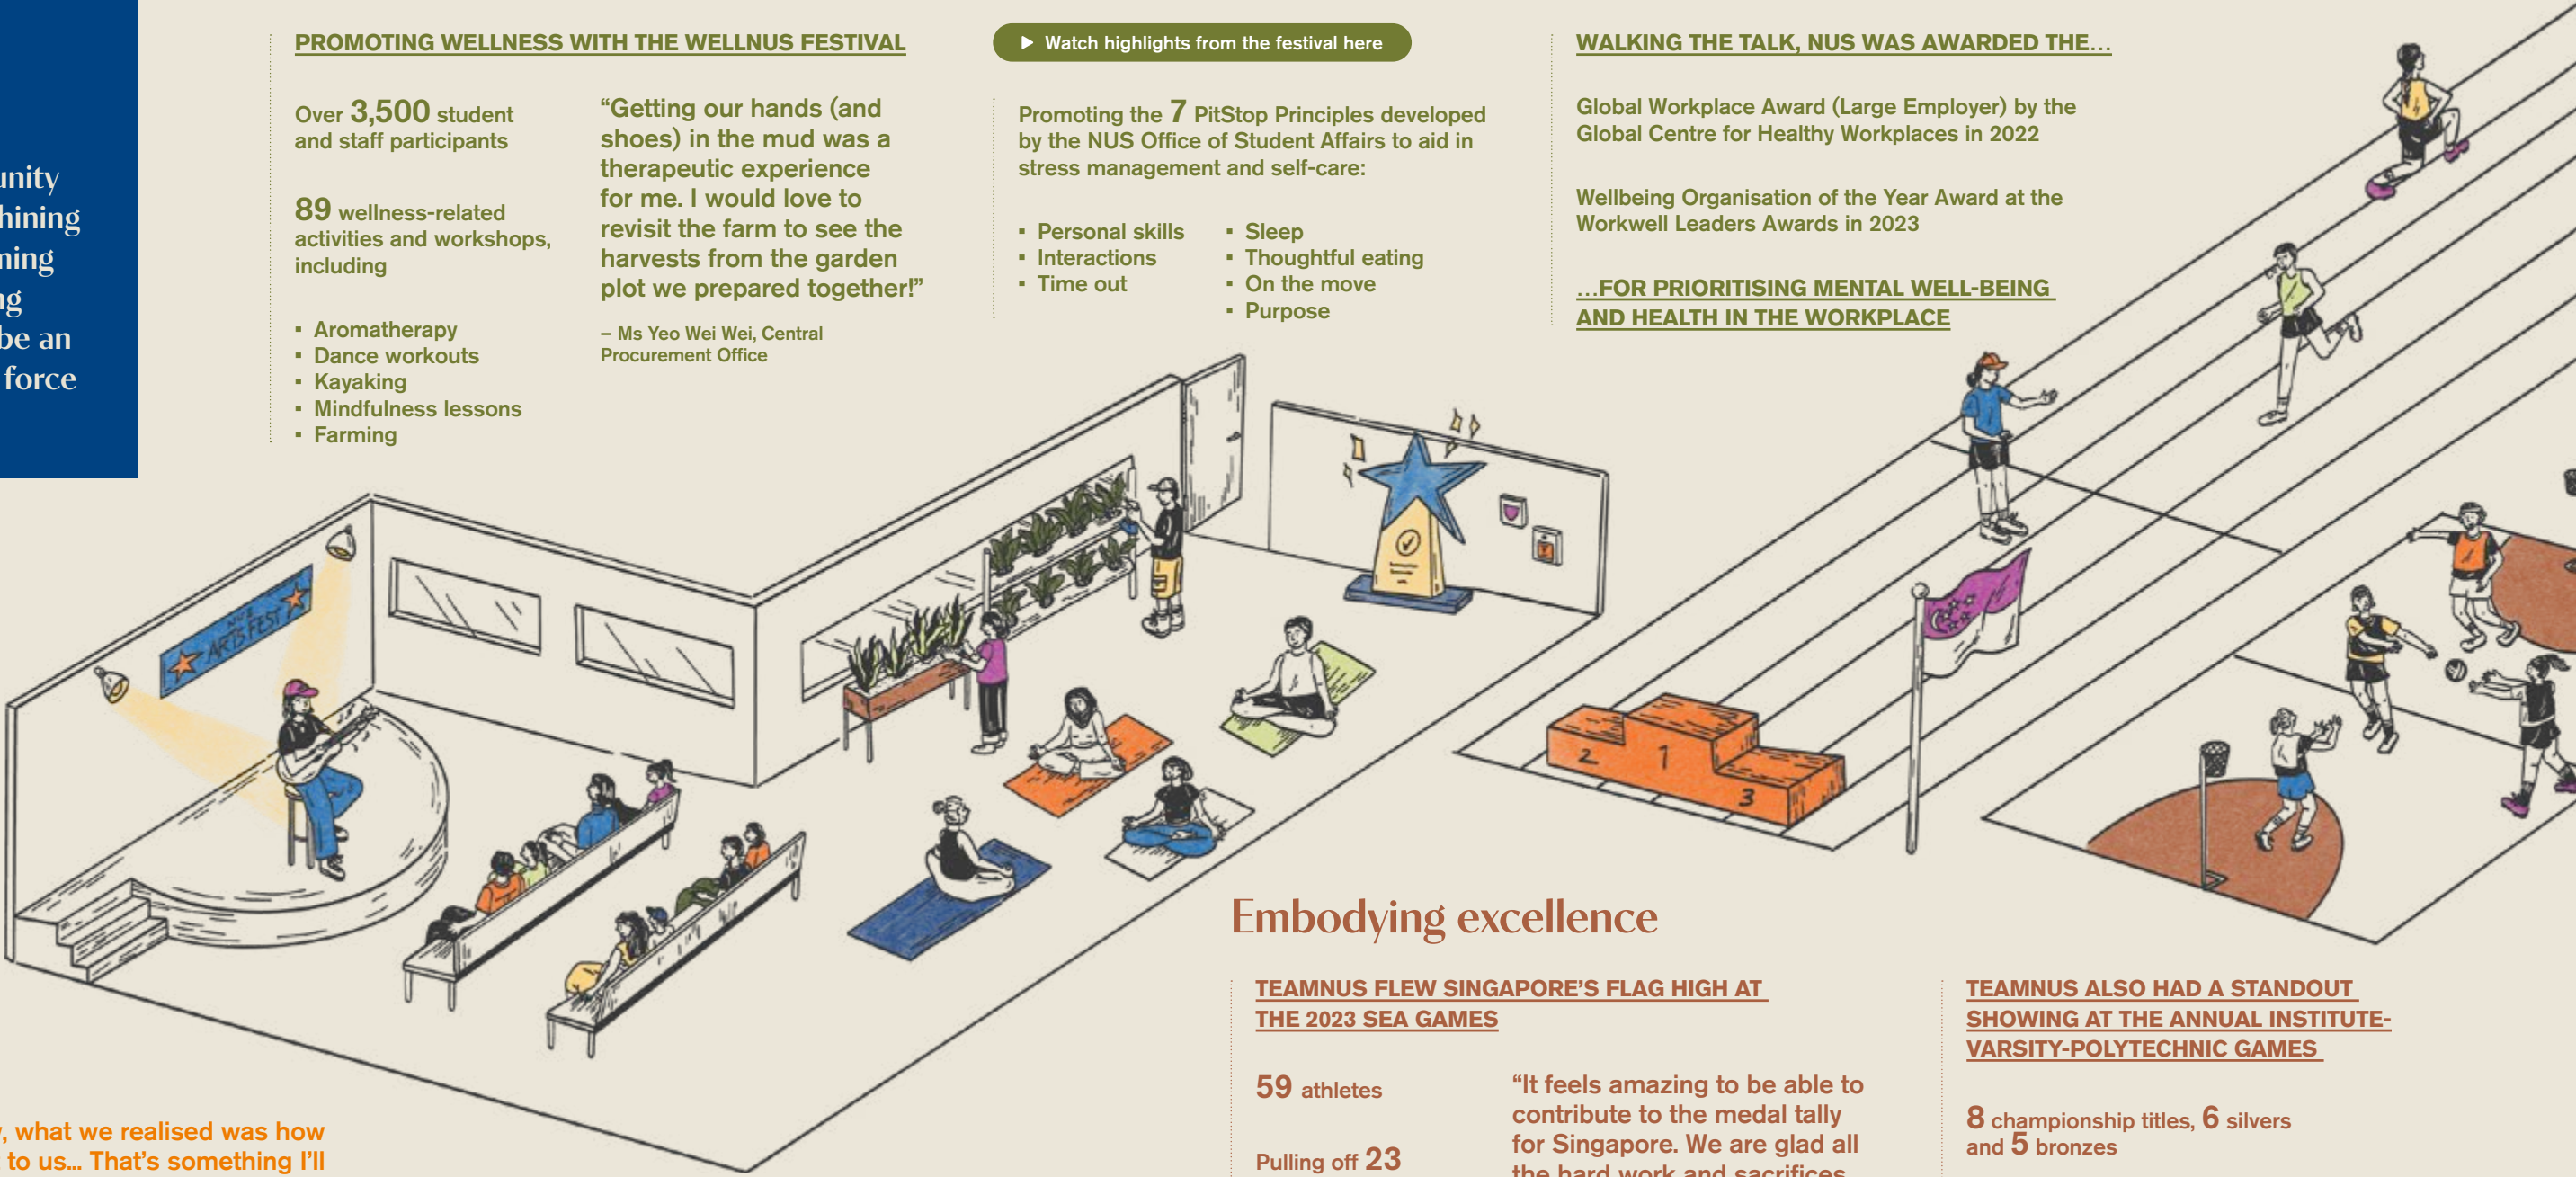 unity
hining
ming
ng
be an
force
PROMOTING WELLNESS WITH THE WELLNUS FESTIVAL
Over 3,500 student
and staff participants
89 wellness-related
activities and workshops,
including
▪ Aromatherapy
▪ Dance workouts
▪ Kayaking
▪ Mindfulness lessons
▪ Farming
“Getting our hands (and
shoes) in the mud was a
therapeutic experience
for me. I would love to
revisit the farm to see the
harvests from the garden
plot we prepared together!”
– Ms Yeo Wei Wei, Central
Procurement Office
Watch highlights from the festival here
Promoting the 7 PitStop Principles developed
by the NUS Office of Student Affairs to aid in
stress management and self-care:
▪ Personal skills
▪ Interactions
▪ Time out
▪ Sleep
▪ Thoughtful eating
▪ On the move
▪ Purpose
WALKING THE TALK, NUS WAS AWARDED THE…
Global Workplace Award (Large Employer) by the
Global Centre for Healthy Workplaces in 2022
Wellbeing Organisation of the Year Award at the
Workwell Leaders Awards in 2023
…FOR PRIORITISING MENTAL WELL-BEING
AND HEALTH IN THE WORKPLACE
NUS
ARTS FEST
2
1
3
Embodying excellence
TEAMNUS FLEW SINGAPORE’S FLAG HIGH AT
THE 2023 SEA GAMES
59 athletes
Pulling off 23
“It feels amazing to be able to
contribute to the medal tally
for Singapore. We are glad all
the hard work and sacrifices
TEAMNUS ALSO HAD A STANDOUT
SHOWING AT THE ANNUAL INSTITUTE-
VARSITY-POLYTECHNIC GAMES
8 championship titles, 6 silvers
and 5 bronzes
, what we realised was how
to us... That’s something I’ll